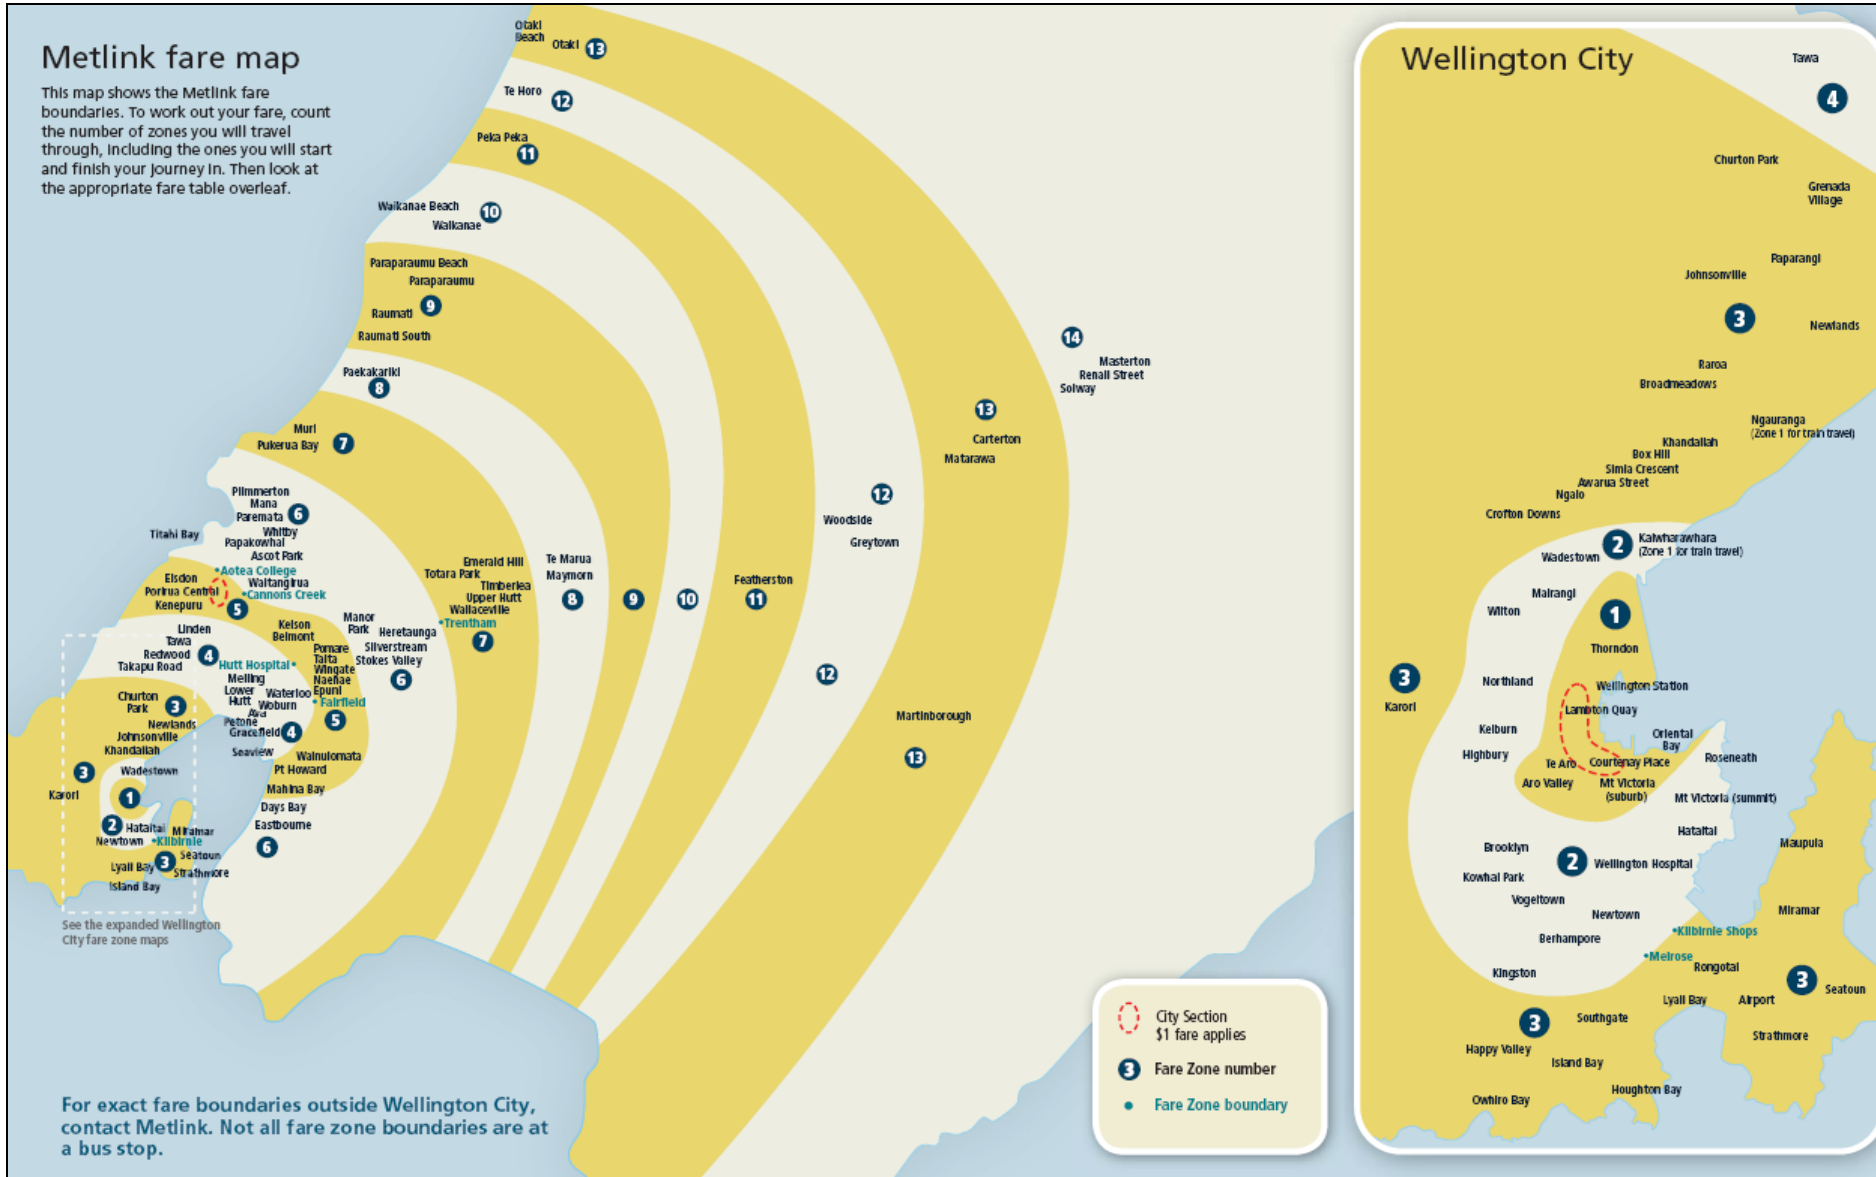 Metlink fare map
This map shows the Metlink fare
boundaries. To work out your fare, count
the number of zones you will travel
through, including the ones you will start
and finish your journey in. Then look at
the appropriate fare table overleaf.
Otaki
Beach
Otaki
13
Te Horo
12
Peka Peka
11
Waikanae Beach
10
Waikanae
Paraparaumu Beach
Paraparaumu
9
Raumati
Raumati South
Paekakariki
8
Muri
Pukerua Bay
7
Plimmerton
Mana
Paremata
6
Titahi Bay
Whitby
Papakowhai
Ascot Park
Aotea College
Elsdon
Waitangirua
Porirua Central
Cannons Creek
Kenepuru
5
Linden
Tawa
Redwood
4
Takapu Road
Kelson
Belmont
Hutt Hospital
Melling
Lower
Hutt
Waterloo
Woburn
Ava
Petone
Gracefield
4
Seaview
Pomare
Taita
Wingate
Naenae
Epuni
Fairfield
5
Wainuiomata
Pt Howard
Mahina Bay
Days Bay
Eastbourne
6
Manor
Park
Heretaunga
Silverstream
Stokes Valley
6
Emerald Hill
Totara Park
Timberlea
Upper Hutt
Wallaceville
Trentham
7
Te Marua
Maymorn
8
9
10
Featherston
11
12
Woodside
Greytown
12
Martinborough
13
13
Carterton
Matarawa
14
Masterton
Renall Street
Solway
Churton
Park
3
Newlands
Johnsonville
Khandallah
Wadestown
3
Karori
1
2
Hataitai
Miramar
Newtown
Kilbirnie
Seatoun
Lyall Bay
3
Strathmore
Island Bay
See the expanded Wellington
City fare zone maps
For exact fare boundaries outside Wellington City,
contact Metlink. Not all fare zone boundaries are at
a bus stop.
City Section
$1 fare applies
3 Fare Zone number
Fare Zone boundary
Wellington City
Tawa
4
Churton Park
Grenada
Village
Paparangi
Johnsonville
3
Newlands
Raroa
Broadmeadows
Ngauranga
(Zone 1 for train travel)
Khandallah
Box Hill
Simla Crescent
Awarua Street
Ngaio
Crofton Downs
2
Kaiwharawhara
(Zone 1 for train travel)
Wadestown
Mairangi
Wilton
1
Thorndon
3
Karori
Northland
Wellington Station
Lambton Quay
Kelburn
Oriental
Bay
Highbury
Te Aro
Courtenay Place
Roseneath
Aro Valley
Mt Victoria
(suburb)
Mt Victoria (summit)
Hataitai
Brooklyn
2
Wellington Hospital
Maupuia
Kowhai Park
Vogeltown
Newtown
Miramar
Berhampore
Kilbirnie Shops
Melrose
Kingston
Rongotai
3
Seatoun
Lyall Bay
Airport
3
Southgate
Strathmore
Happy Valley
Island Bay
Houghton Bay
Owhiro Bay